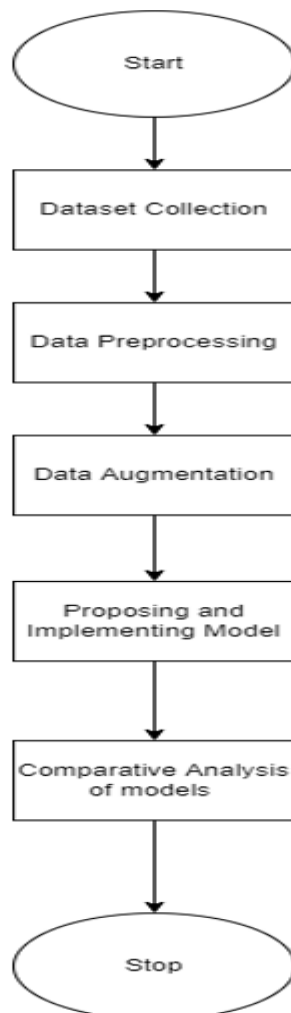 Start
Dataset Collection
Data Preprocessing
Data Augmentation
Proposing and
Implementing Model
Comparative Analysis
of models
Stop